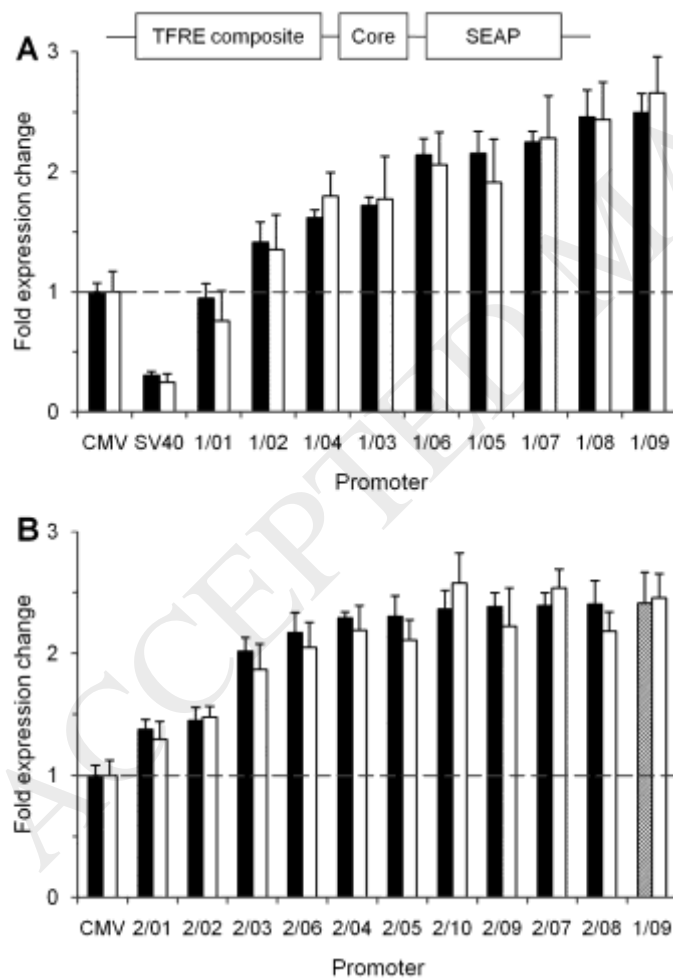 TFRE composite Core SEAP
A
3
2
1
0
Fold expression change
CMV SV40 1/01 1/02 1/04 1/03 1/06 1/05 1/07 1/08 1/09
Promoter
B
3
2
1
0
Fold expression change
CMV 2/01 2/02 2/03 2/06 2/04 2/05 2/10 2/09 2/07 2/08 1/09
Promoter
ACCEPTED MA